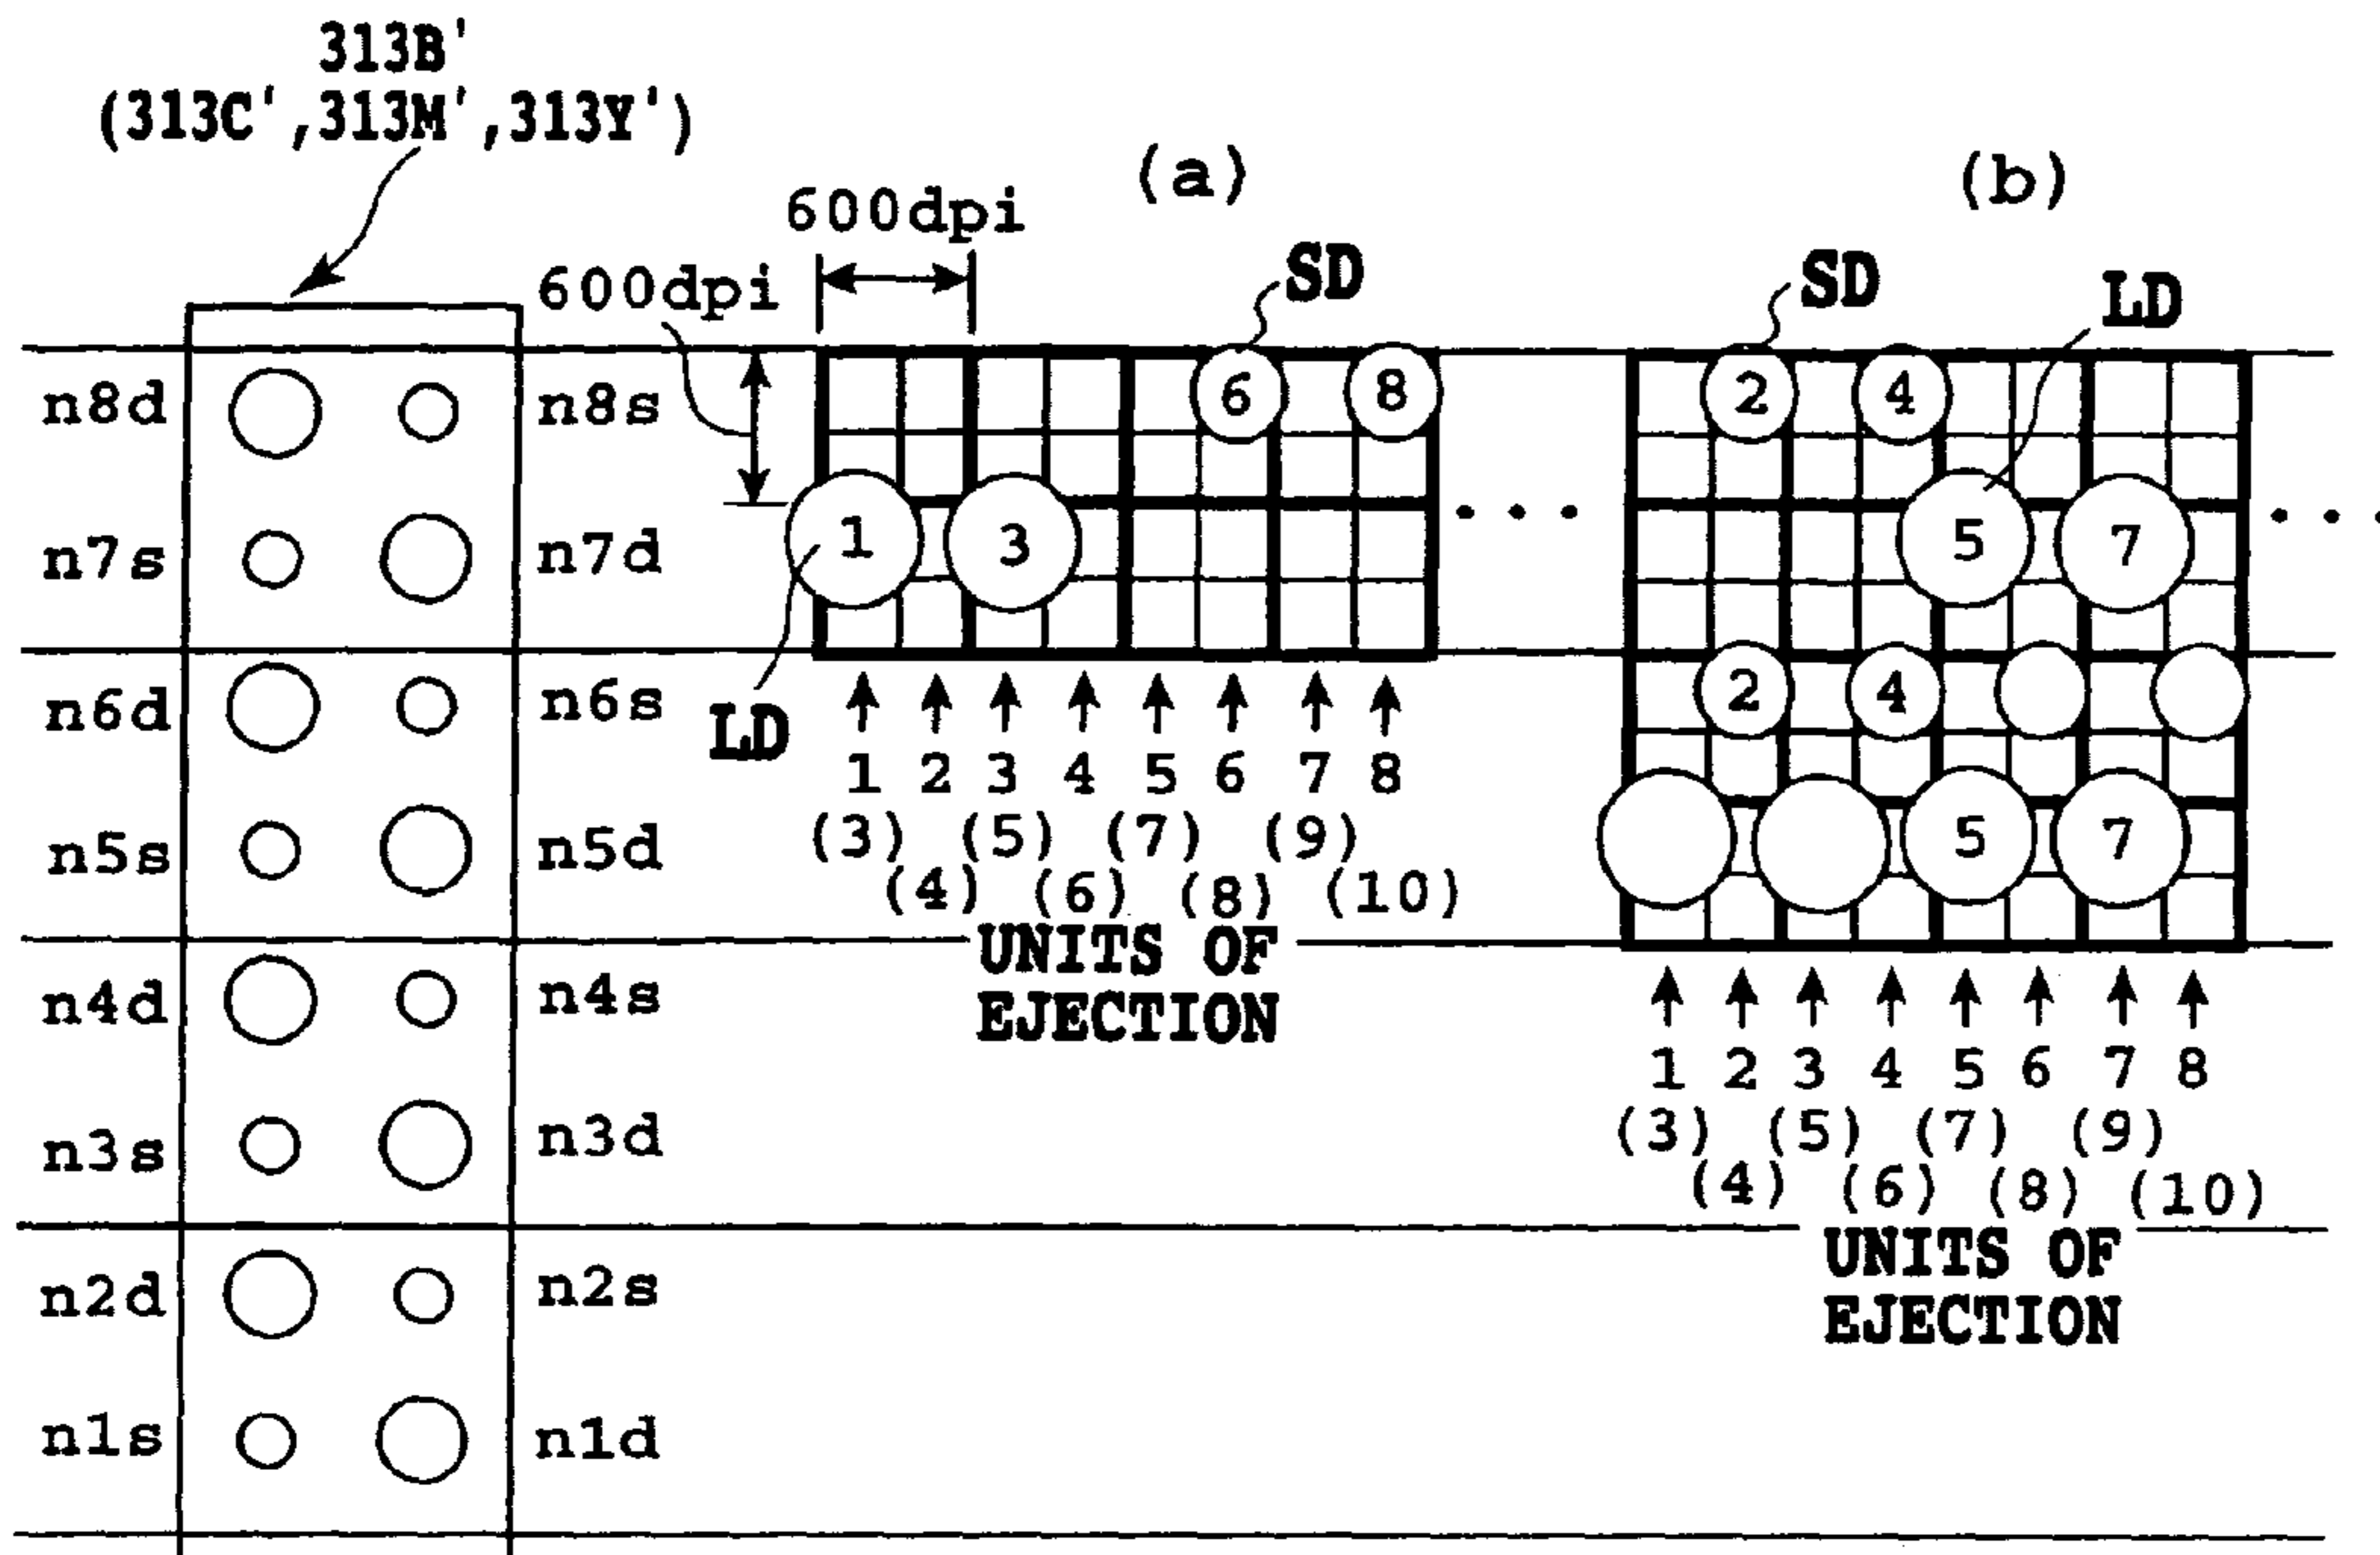 313B'
(313C',313M',313Y')
(a)
(b)
600dpi
600dpi
SD
SD
LD
n8d
n8s
6
8
2
4
n7s
n7d
1
3
. . .
5
7
. . .
n6d
n6s
LD
2
4
1 2 3 4 5 6 7 8
n5s
n5d
(3) (5) (7) (9)
(4) (6) (8) (10)
5
7
UNITS OF
EJECTION
n4d
n4s
1 2 3 4 5 6 7 8
n3s
n3d
(3) (5) (7) (9)
(4) (6) (8) (10)
UNITS OF
EJECTION
n2d
n2s
n1s
n1d